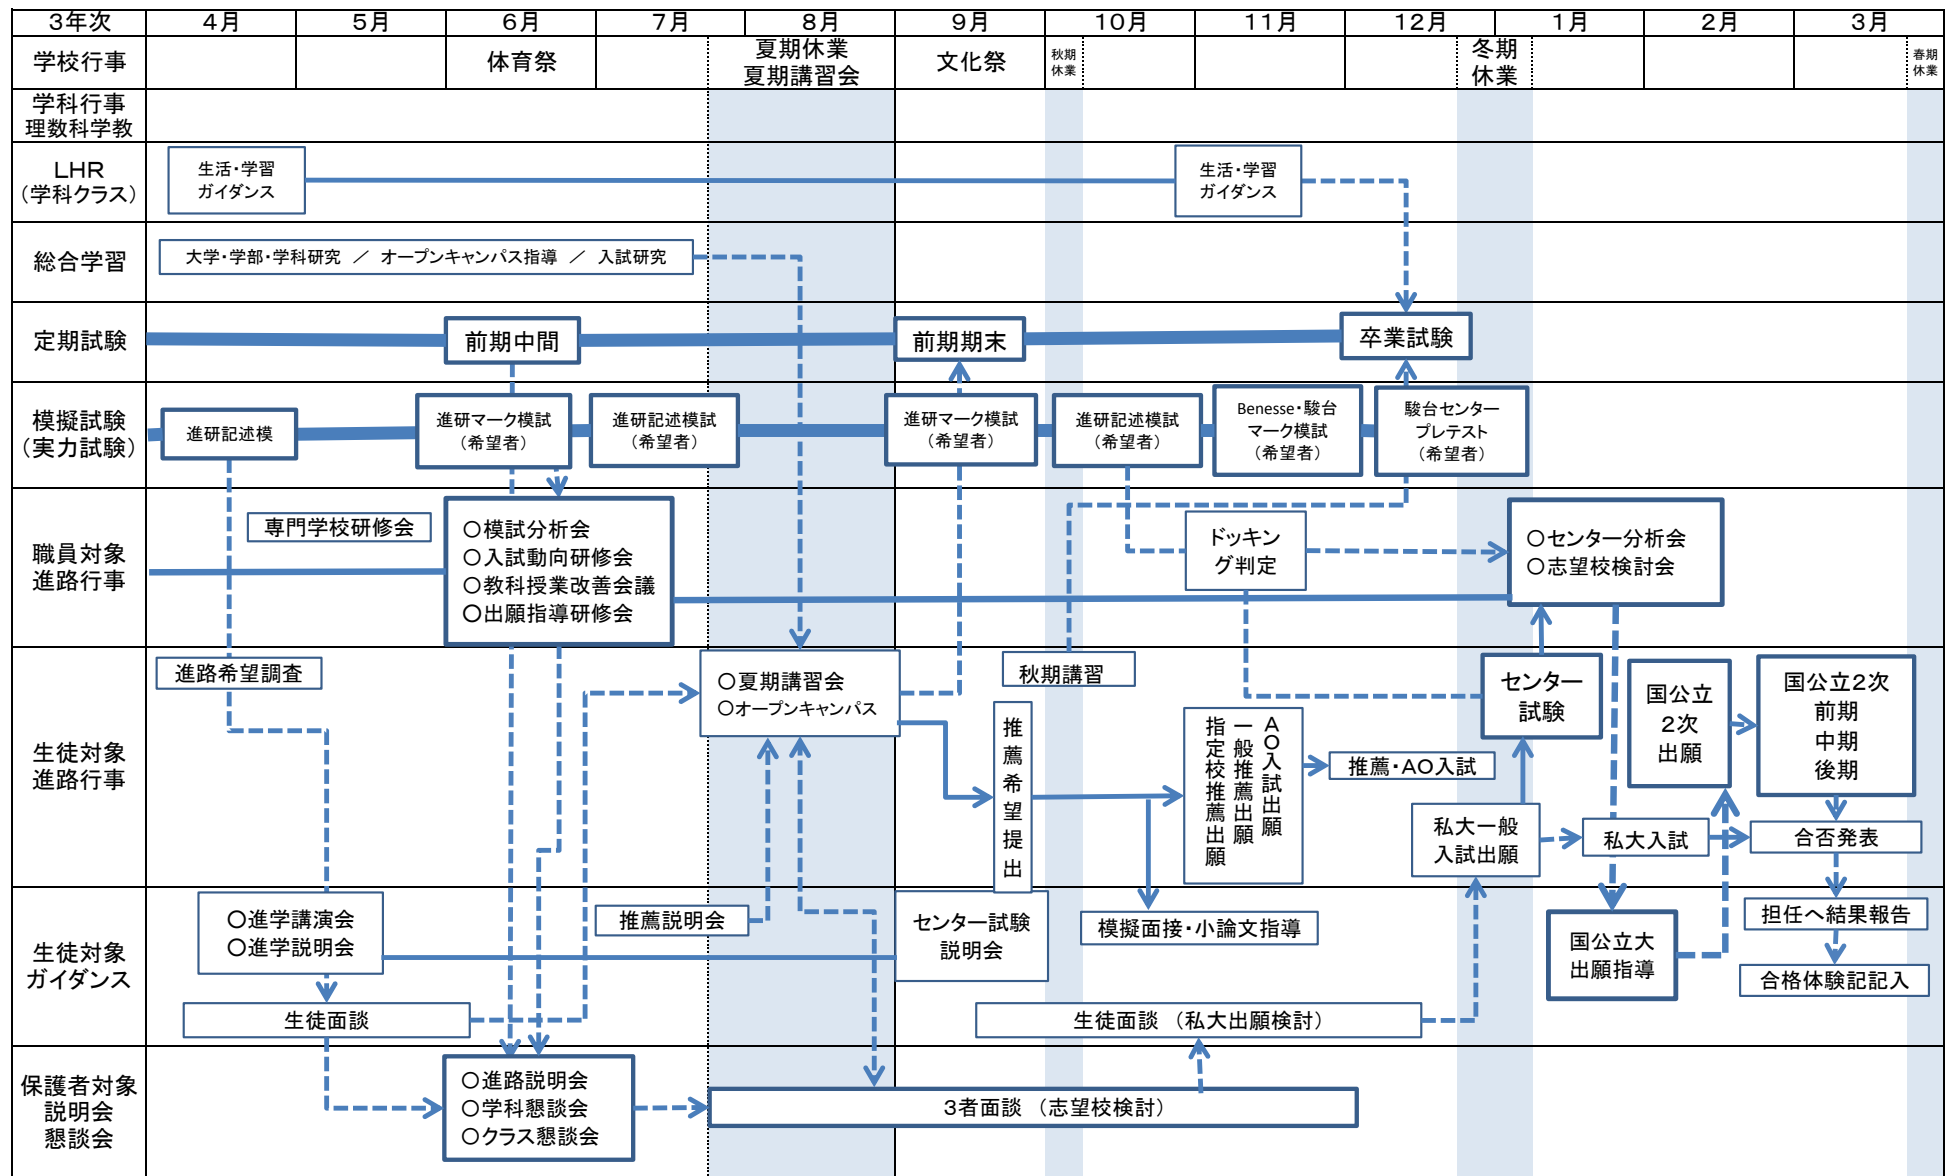 3年次
4月
5月
6月
7月
8月
9月
10月
11月
12月
1月
2月
3月
学校行事
体育祭
夏期休業
夏期講習会
文化祭
秋期
休業
冬期
休業
春期
休業
学科行事
理数科学教
LHR
(学科クラス)
生活・学習
ガイダンス
生活・学習
ガイダンス
総合学習
大学・学部・学科研究 / オープンキャンパス指導 / 入試研究
定期試験
前期中間
前期期末
卒業試験
模擬試験
(実力試験)
進研記述模
進研マーク模試
(希望者)
進研記述模試
(希望者)
進研マーク模試
(希望者)
進研記述模試
(希望者)
Benesse・駿台
マーク模試
(希望者)
駿台センター
プレテスト
(希望者)
職員対象
進路行事
専門学校研修会
○模試分析会
○入試動向研修会
○教科授業改善会議
○出願指導研修会
ドッキン
グ判定
○センター分析会
○志望校検討会
生徒対象
進路行事
進路希望調査
○夏期講習会
○オープンキャンパス
秋期講習
推薦希望提出
AO入試出願
一般推薦出願
指定校推薦出願
推薦・AO入試
センター
試験
私大一般
入試出願
私大入試
国公立
2次
出願
国公立2次
前期
中期
後期
合否発表
生徒対象
ガイダンス
○進学講演会
○進学説明会
生徒面談
推薦説明会
センター試験
説明会
模擬面接・小論文指導
生徒面談 (私大出願検討)
国公立大
出願指導
担任へ結果報告
合格体験記記入
保護者対象
説明会
懇談会
○進路説明会
○学科懇談会
○クラス懇談会
3者面談 (志望校検討)